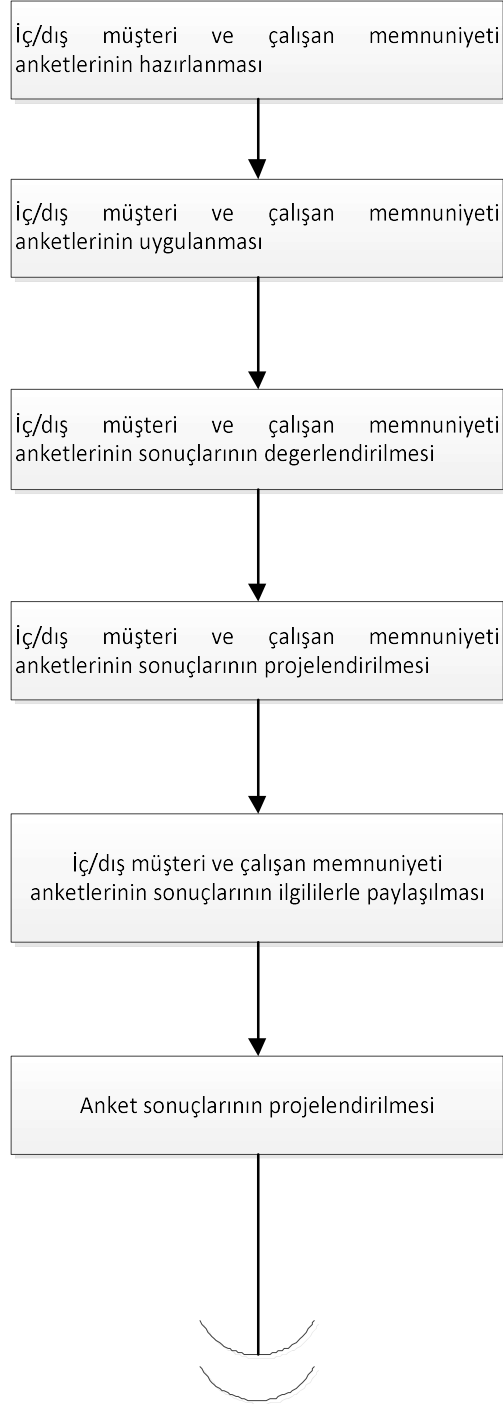 İç/dış müşteri ve çalışan memnuniyeti
anketlerinin hazırlanması
İç/dış müşteri ve çalışan memnuniyeti
anketlerinin uygulanması
İç/dış müşteri ve çalışan memnuniyeti
anketlerinin sonuçlarının degerlendirilmesi
İç/dış müşteri ve çalışan memnuniyeti
anketlerinin sonuçlarının projelendirilmesi
İç/dış müşteri ve çalışan memnuniyeti
anketlerinin sonuçlarının ilgililerle paylaşılması
Anket sonuçlarının projelendirilmesi